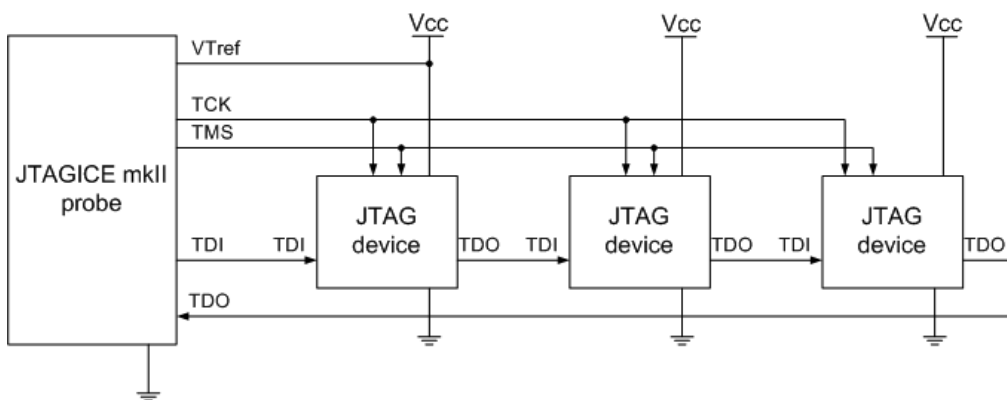 Vcc
Vcc
Vcc
VTref
TCK
TMS
JTAGICE mkII
probe
JTAG
device
JTAG
device
JTAG
device
TDI
TDI
TDO
TDI
TDO
TDI
TDO
TDO